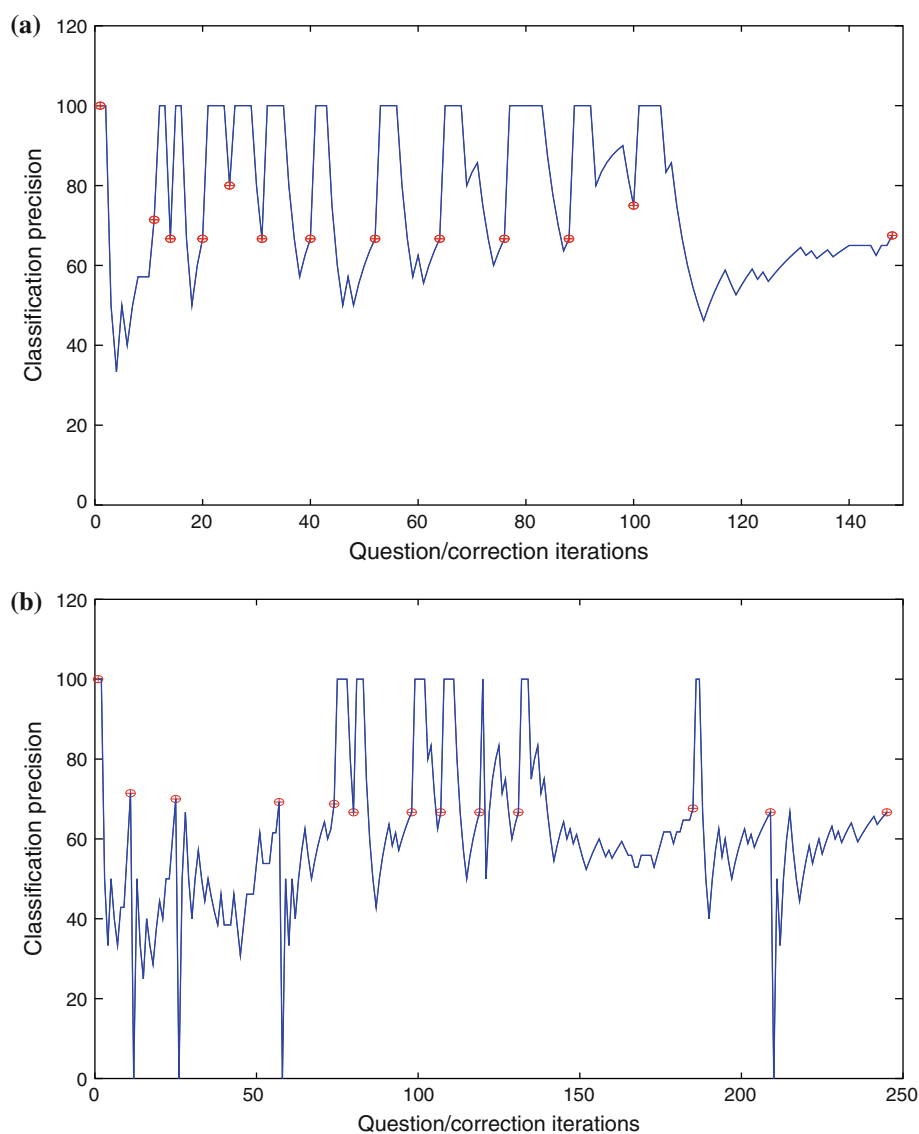 (a)
120
100
80
60
40
20
0
Classification precision
0 20 40 60 80 100 120 140
Question/correction iterations
(b)
120
100
80
60
40
20
0
Classification precision
0 50 100 150 200 250
Question/correction iterations